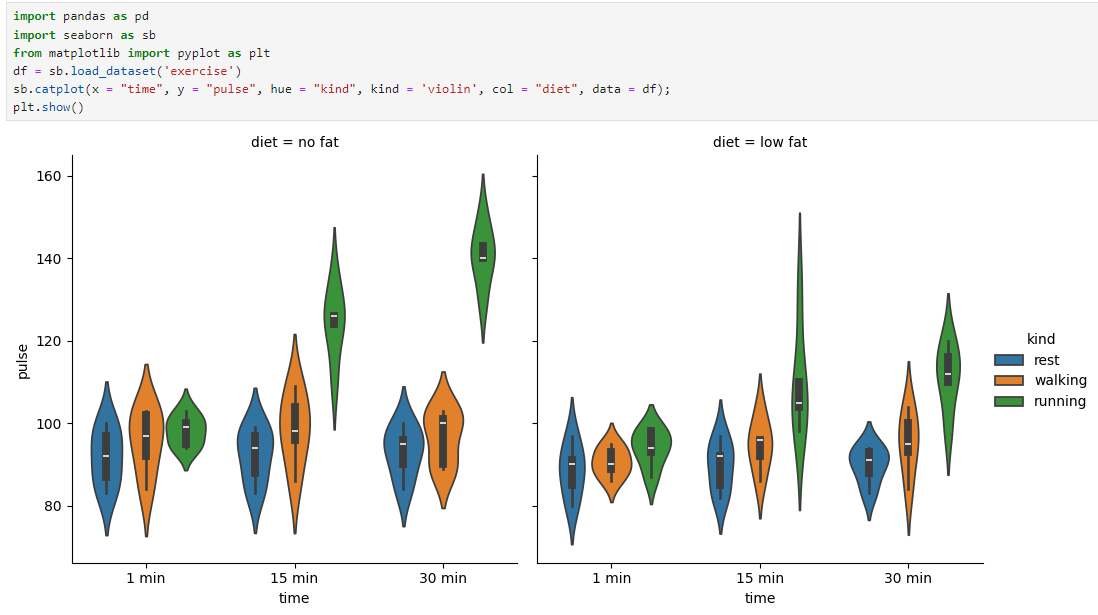 import pandas as pd
import seaborn as sb
from matplotlib import pyplot as plt
df = sb.load_dataset('exercise')
sb.catplot(x = "time", y = "pulse", hue = "kind", kind = 'violin', col = "diet", data = df);
plt.show()
diet = no fat
diet = low fat
160
140
120
100
80
pulse
1 min
15 min
30 min
time
1 min
15 min
30 min
time
kind
rest
walking
running